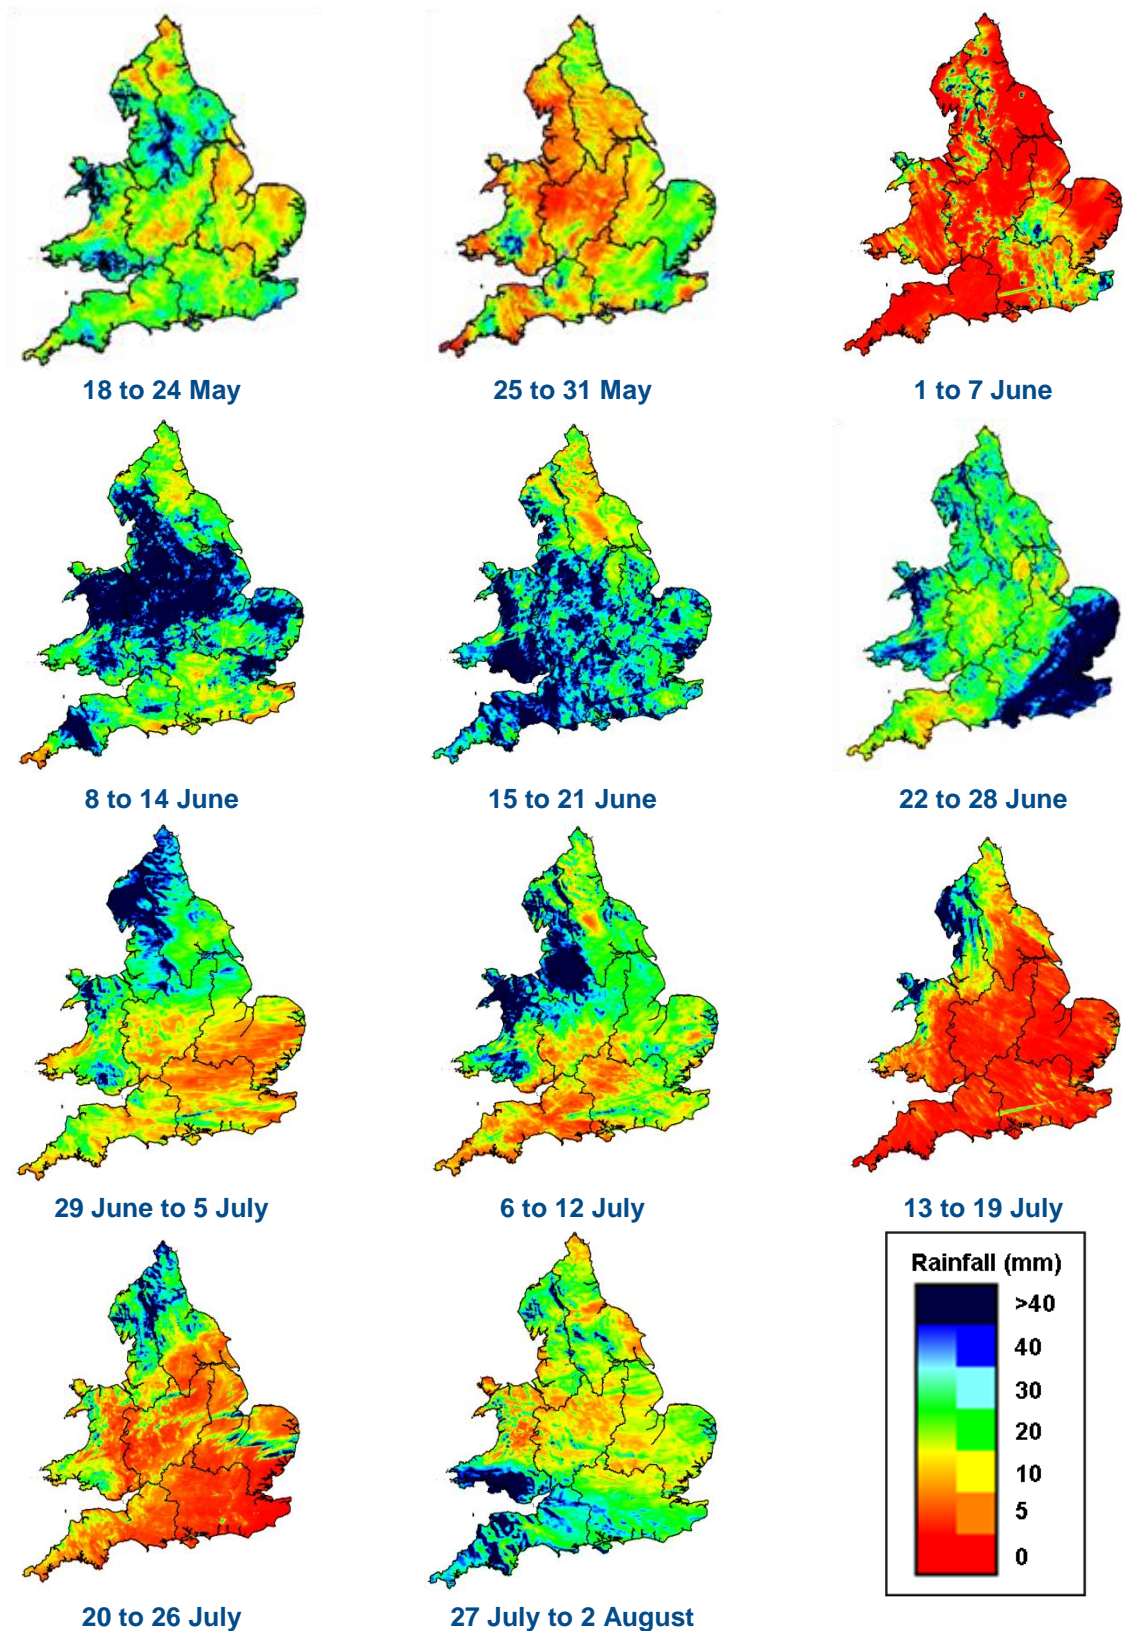 18 to 24 May
25 to 31 May
1 to 7 June
8 to 14 June
15 to 21 June
22 to 28 June
29 June to 5 July
6 to 12 July
13 to 19 July
Rainfall (mm)
>40
40
30
20
10
5
0
20 to 26 July
27 July to 2 August